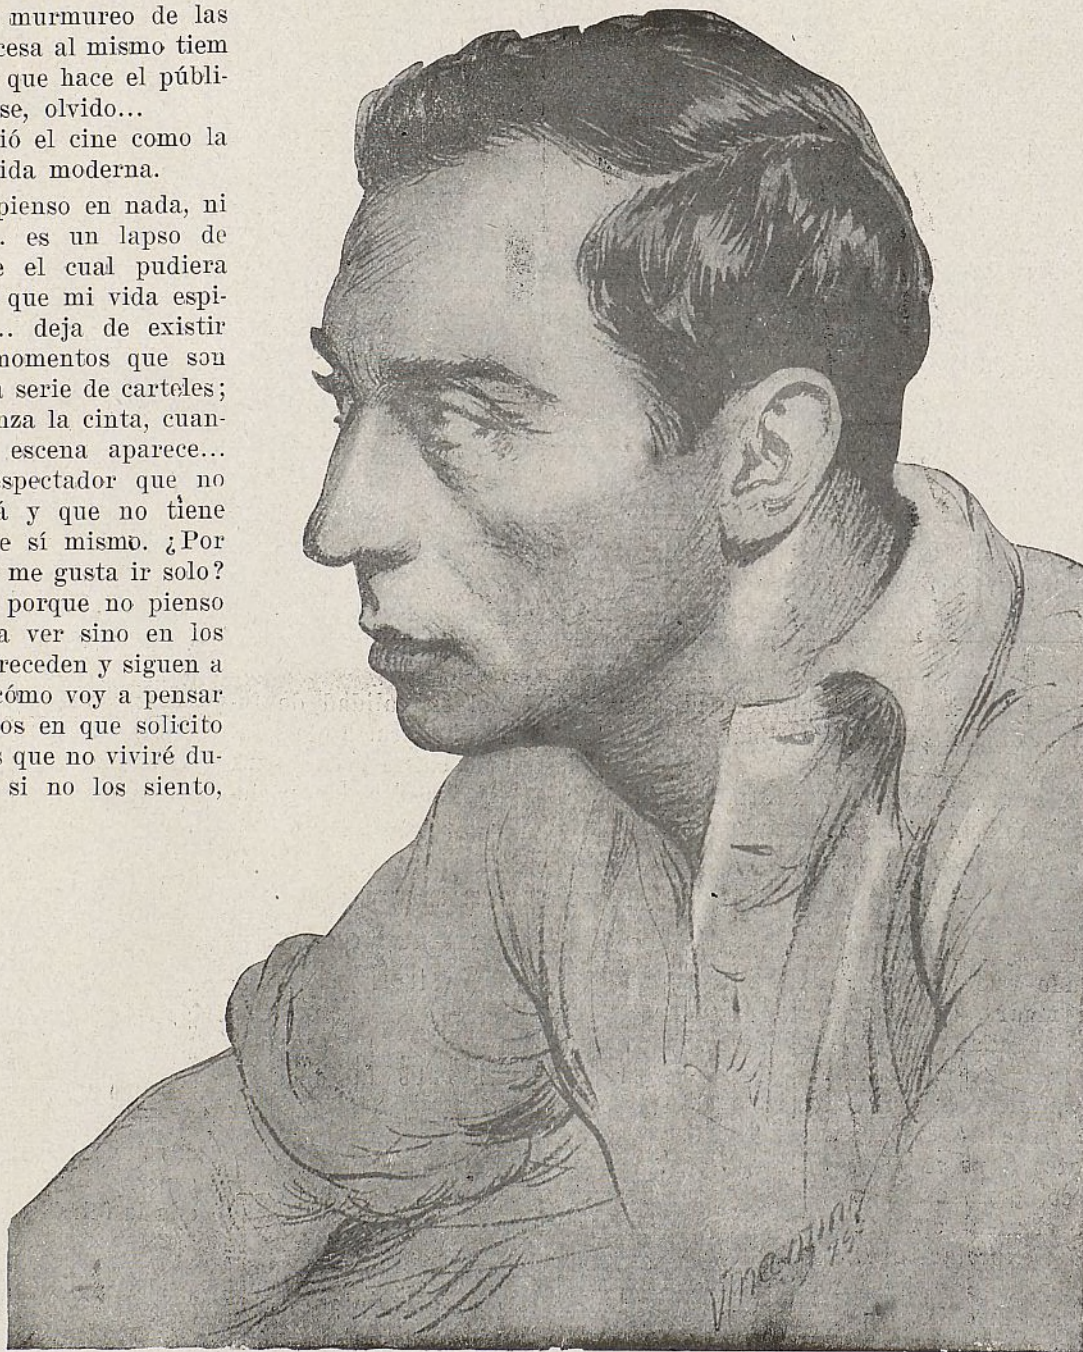 murmureo de las
cesa al mismo tiem
que hace el públi-
se, olvido...
ió el cine como la
ida moderna.
pienso en nada, ni
. es un lapso de
e el cual pudiera
que mi vida espi-
.. deja de existir
momentos que son
a serie de carteles;
nza la cinta, cuan-
escena aparece...
spectador que no
á y que no tiene
e sí mismo. ¿Por
me gusta ir solo?
porque no pienso
a ver sino en los
receden y siguen a
cómo voy a pensar
os en que solicito
s que no viviré du-
si no los siento,